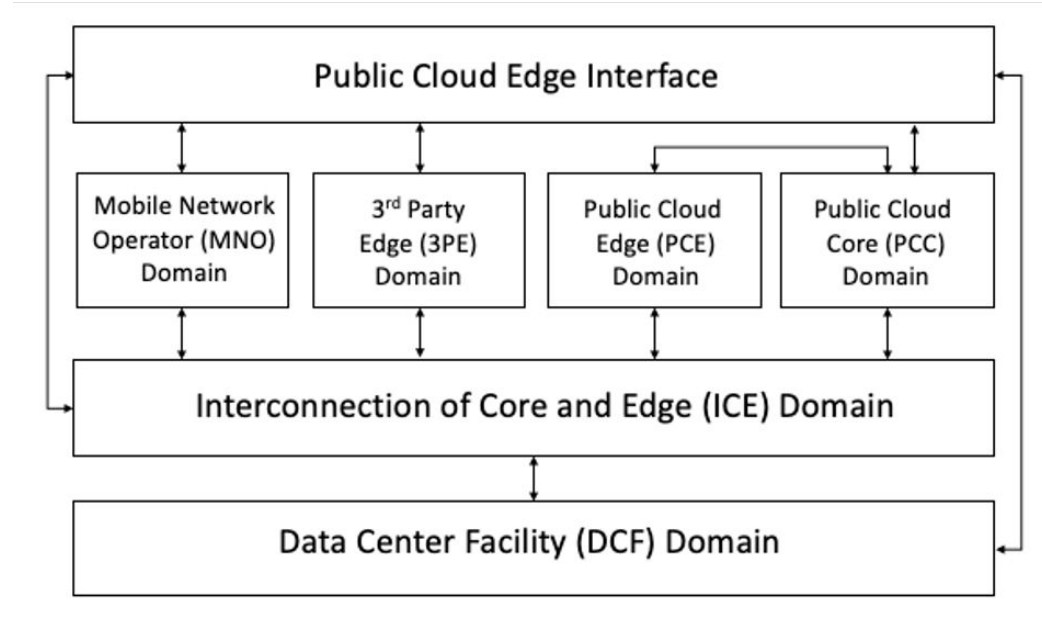 Public Cloud Edge Interface
Mobile Network
Operator (MNO)
Domain
3rd Party
Edge (3PE)
Domain
Public Cloud
Edge (PCE)
Domain
Public Cloud
Core (PCC)
Domain
Interconnection of Core and Edge (ICE) Domain
Data Center Facility (DCF) Domain